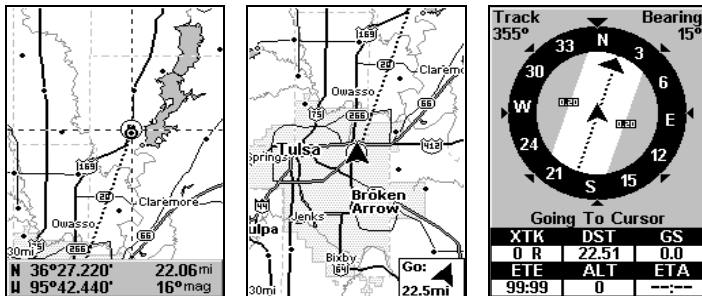 169
20
Owasso
Claremore
66
75
266
30mi
N 36°27.220' 22.06mi
W 95°42.440' 16°mag
169
20
Owasso
Claremo
66
75
266
412
Tulsa
Springs
44
Broken
Arrow
ulpa
Jenks
Bixby
64
30mi
Go:
22.5mi
Track Bearing
355° 15°
N
33 3
30 6
W E
24 12
21 15
S
0.20
0.20
Going To Cursor
XTK DST GS
0 R 22.51 0.0
ETE ALT ETA
99:99 0 --:--